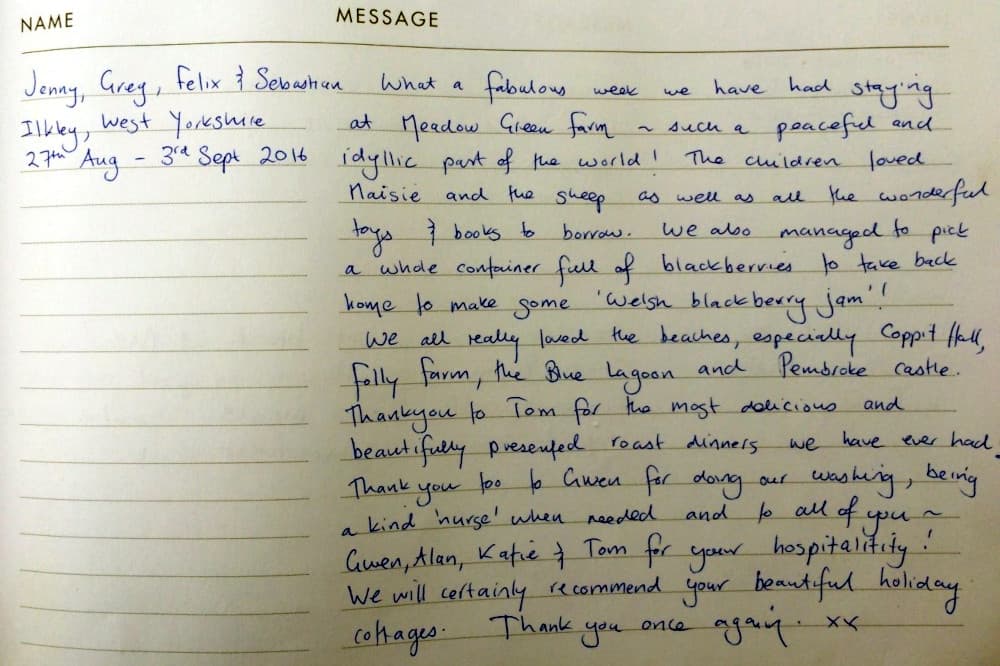 NAME MESSAGE
Jenny, Greg, Felix & Sebastian What a fabulous week we have had staying
Ilkley, West Yorkshire at Meadow Green Farm ~ such a peaceful and
27th Aug - 3rd Sept 2016 idyllic part of the world! The children loved
Maisie and the sheep as well as all the wonderful
toys & books to borrow. We also managed to pick
a whole container full of blackberries to take back
home to make some 'Welsh blackberry jam'!
We all really loved the beaches, especially Coppit Hall,
Folly Farm, the Blue Lagoon and Pembroke Castle.
Thankyou to Tom for the most delicious and
beautifully presented roast dinners we have ever had.
Thank you too to Gwen for doing our washing, being
a kind 'nurse' when needed and to all of you ~
Gwen, Alan, Katie & Tom for your hospitalitity!
We will certainly recommend your beautiful holiday
cottages. Thank you once again. xx